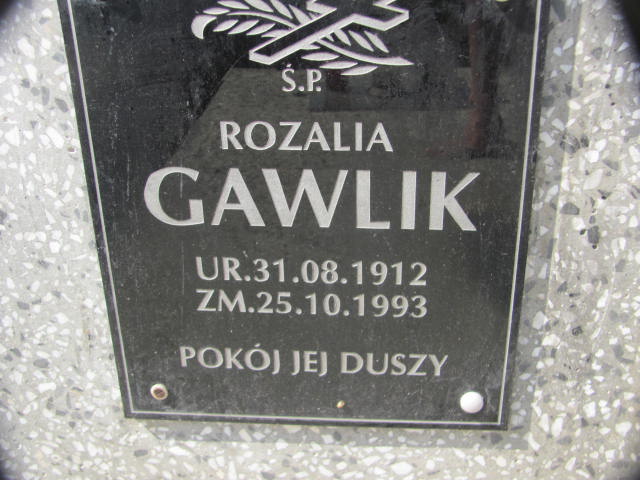 Ś.P.
ROZALIA
GAWLIK
UR.31.08.1912
ZM.25.10.1993
POKÓJ JEJ DUSZY